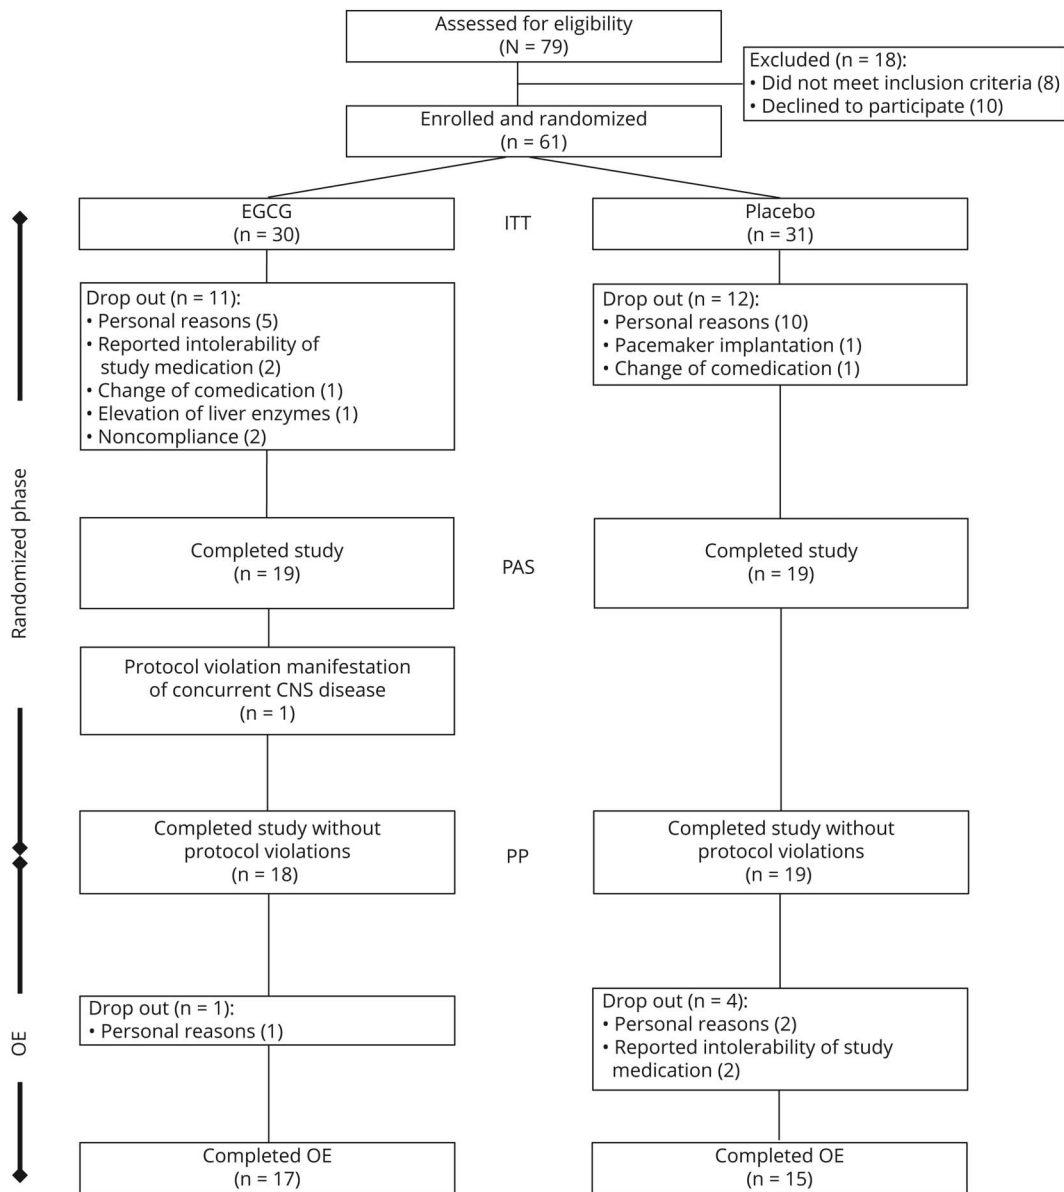 Assessed for eligibility
(N = 79)
Excluded (n = 18):
• Did not meet inclusion criteria (8)
• Declined to participate (10)
Enrolled and randomized
(n = 61)
EGCG
(n = 30)
ITT
Placebo
(n = 31)
Drop out (n = 11):
• Personal reasons (5)
• Reported intolerability of
study medication (2)
• Change of comedication (1)
• Elevation of liver enzymes (1)
• Noncompliance (2)
Drop out (n = 12):
• Personal reasons (10)
• Pacemaker implantation (1)
• Change of comedication (1)
Randomized phase
Completed study
(n = 19)
PAS
Completed study
(n = 19)
Protocol violation manifestation
of concurrent CNS disease
(n = 1)
Completed study without
protocol violations
(n = 18)
PP
Completed study without
protocol violations
(n = 19)
OE
Drop out (n = 1):
• Personal reasons (1)
Drop out (n = 4):
• Personal reasons (2)
• Reported intolerability of study
medication (2)
Completed OE
(n = 17)
Completed OE
(n = 15)